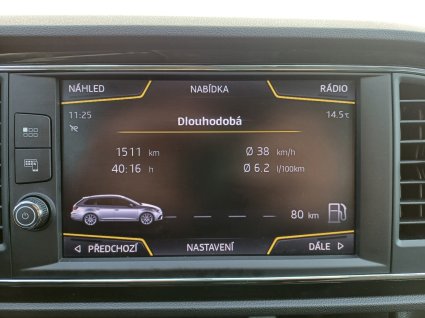 NÁHLED NABÍDKA RÁDIO
11:25 14.5°C
Dlouhodobá
1511 km Ø 38 km/h
40:16 h Ø 6.2 l/100km
80 km
◁ PŘEDCHOZÍ NASTAVENÍ DÁLE ▷